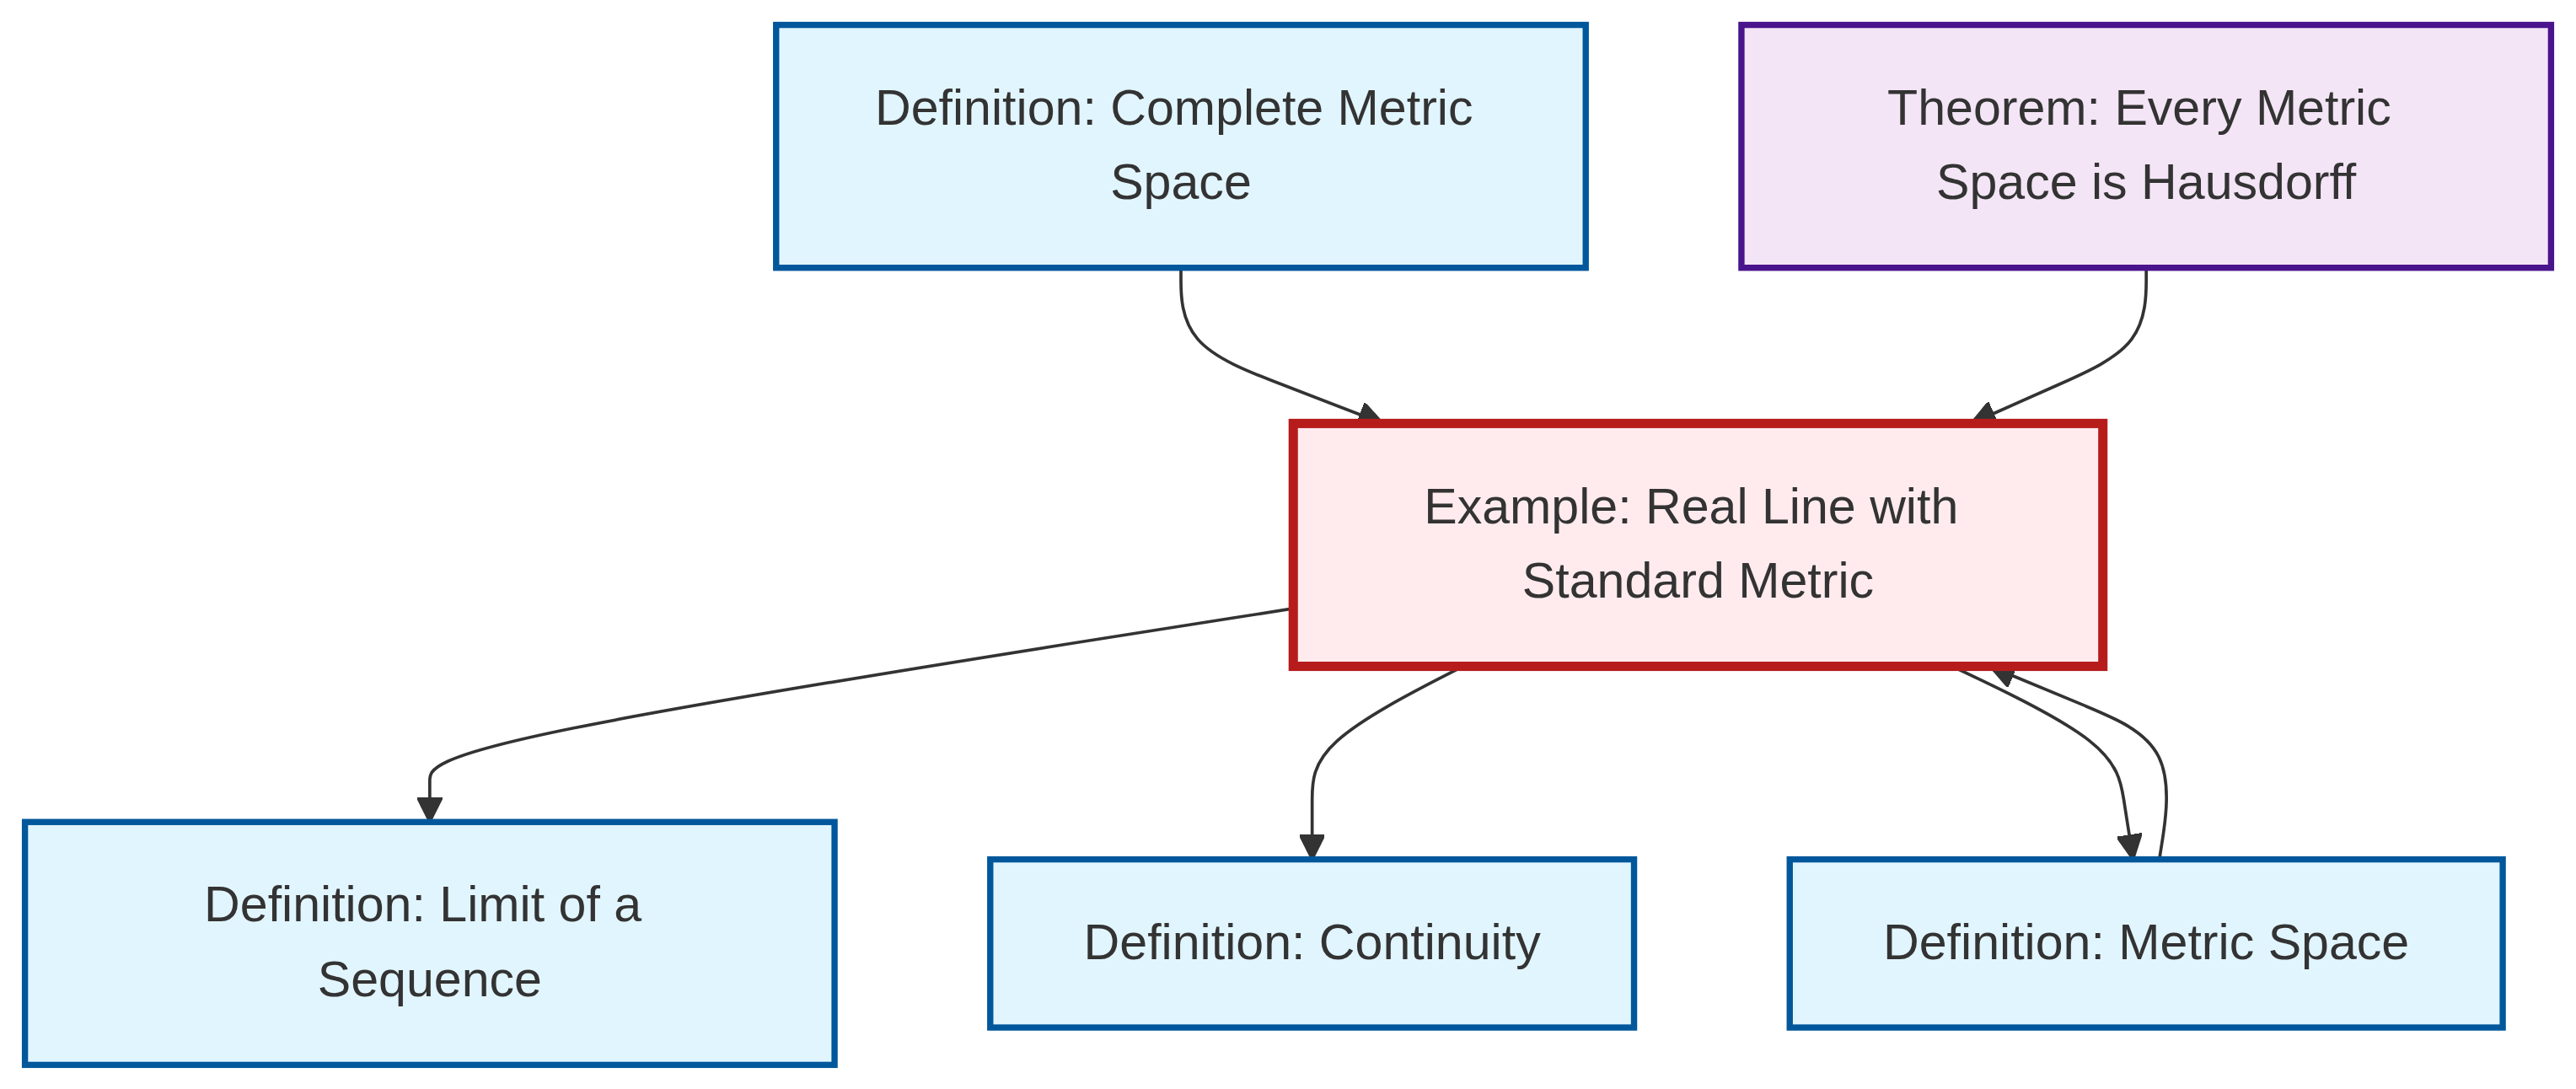 Definition: Complete Metric
Space
Theorem: Every Metric
Space is Hausdorff
Example: Real Line with
Standard Metric
Definition: Limit of a
Sequence
Definition: Continuity
Definition: Metric Space